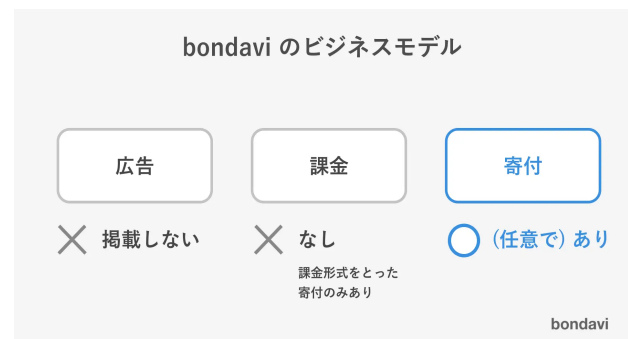 bondavi のビジネスモデル
広告
課金
寄付
掲載しない
なし
(任意で) あり
課金形式をとった
寄付のみあり
bondavi